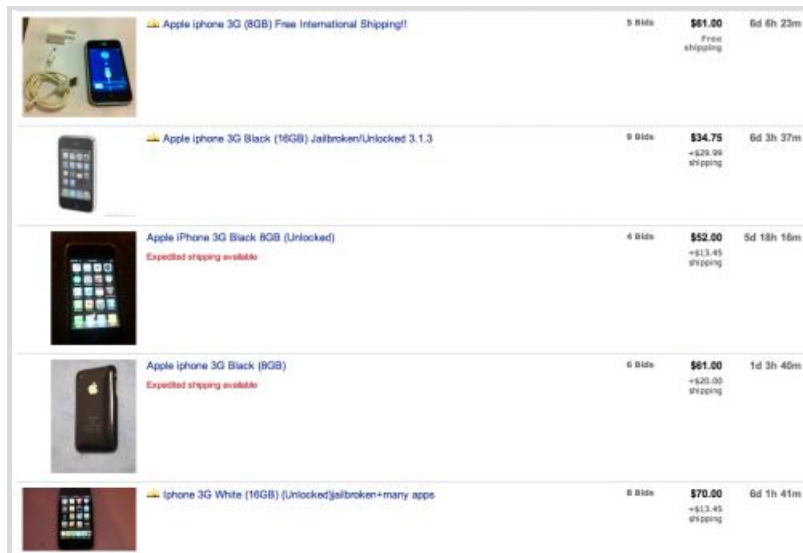 Apple iphone 3G (8GB) Free International Shipping!! 5 Bids $61.00 6d 6h 23m
Free
shipping
Apple iphone 3G Black (16GB) Jailbroken/Unlocked 3.1.3 9 Bids $34.75 6d 3h 37m
+$29.99
shipping
Apple iPhone 3G Black 8GB (Unlocked) 4 Bids $52.00 5d 18h 16m
Expedited shipping available +$13.45
shipping
Apple iphone 3G Black (8GB) 6 Bids $61.00 1d 3h 40m
Expedited shipping available +$20.00
shipping
Iphone 3G White (16GB) (Unlocked)jailbroken+many apps 8 Bids $70.00 6d 1h 41m
+$13.45
shipping